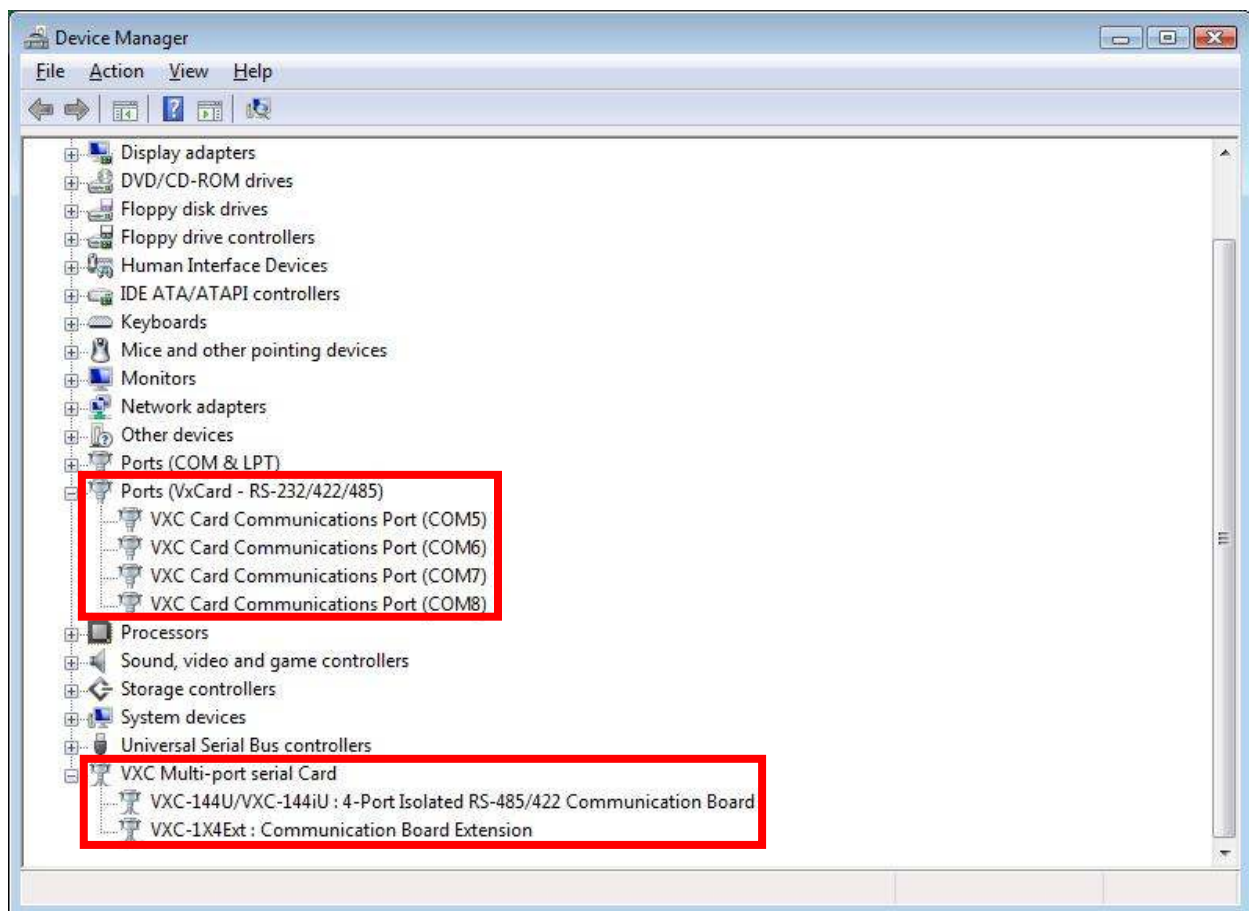 Device Manager
File Action View Help
Display adapters
DVD/CD-ROM drives
Floppy disk drives
Floppy drive controllers
Human Interface Devices
IDE ATA/ATAPI controllers
Keyboards
Mice and other pointing devices
Monitors
Network adapters
Other devices
Ports (COM & LPT)
Ports (VxCard - RS-232/422/485)
VXC Card Communications Port (COM5)
VXC Card Communications Port (COM6)
VXC Card Communications Port (COM7)
VXC Card Communications Port (COM8)
Processors
Sound, video and game controllers
Storage controllers
System devices
Universal Serial Bus controllers
VXC Multi-port serial Card
VXC-144U/VXC-144iU : 4-Port Isolated RS-485/422 Communication Board
VXC-1X4Ext : Communication Board Extension